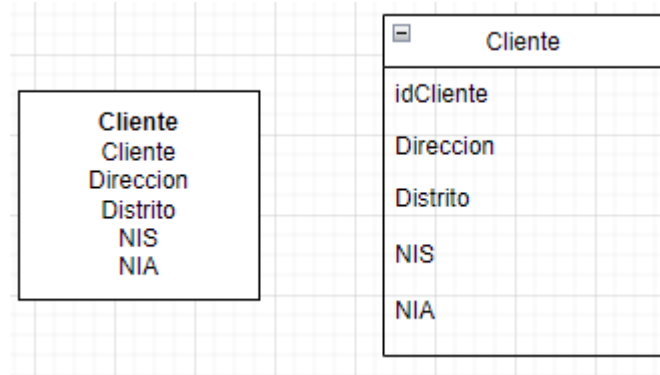 Cliente
Cliente
Direccion
Distrito
NIS
NIA
Cliente
idCliente
Direccion
Distrito
NIS
NIA